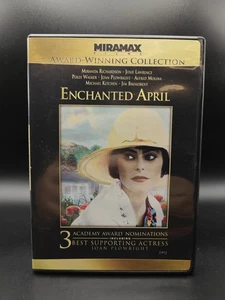 MIRAMAX
AWARD-WINNING COLLECTION
MIRANDA RICHARDSON · JOSIE LAWRENCE
POLLY WALKER · JOAN PLOWRIGHT · ALFRED MOLINA
MICHAEL KITCHEN · JIM BROADBENT
ENCHANTED APRIL
3 ACADEMY AWARD NOMINATIONS
INCLUDING
BEST SUPPORTING ACTRESS
JOAN PLOWRIGHT